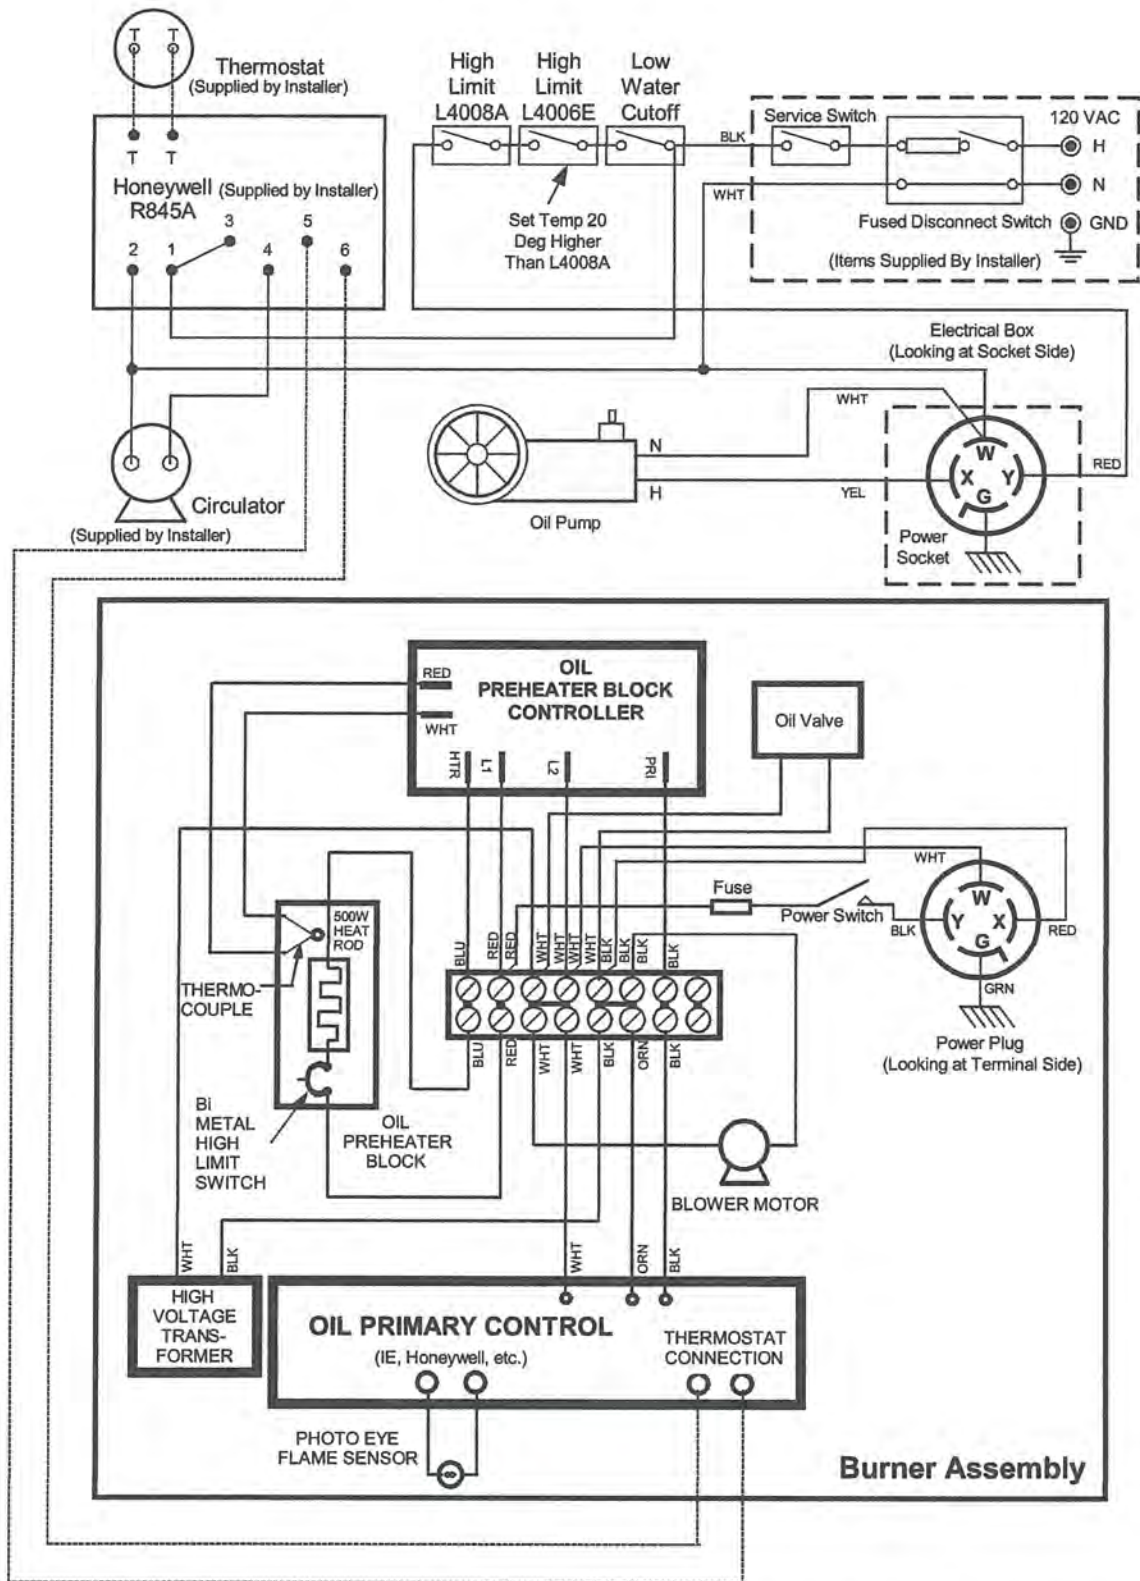 T T
Thermostat
(Supplied by Installer)
T T
Honeywell (Supplied by Installer)
R845A
3 5
2 1 4 6
High
Limit
L4008A
High
Limit
L4006E
Low
Water
Cutoff
Set Temp 20
Deg Higher
Than L4008A
BLK
WHT
Service Switch
120 VAC
H
N
Fused Disconnect Switch
GND
(Items Supplied By Installer)
Electrical Box
(Looking at Socket Side)
Circulator
(Supplied by Installer)
N
H
Oil Pump
WHT
YEL
W
X Y
G
RED
Power
Socket
RED
WHT
OIL
PREHEATER BLOCK
CONTROLLER
HTR
L1
L2
PRI
Oil Valve
WHT
Fuse
Power Switch
BLK
W
Y X
G
RED
GRN
Power Plug
(Looking at Terminal Side)
500W
HEAT
ROD
THERMO-
COUPLE
Bi
METAL
HIGH
LIMIT
SWITCH
OIL
PREHEATER
BLOCK
BLU
RED
RED
WHT
WHT
WHT
WHT
BLK
BLK
BLK
BLK
BLU
RED
WHT
WHT
BLK
ORN
BLK
BLOWER MOTOR
WHT
BLK
WHT
ORN
BLK
HIGH
VOLTAGE
TRANS-
FORMER
OIL PRIMARY CONTROL
(IE, Honeywell, etc.)
THERMOSTAT
CONNECTION
PHOTO EYE
FLAME SENSOR
Burner Assembly